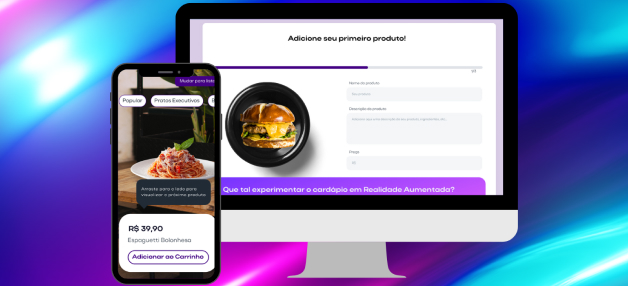 Adicione seu primeiro produto!
Nome do produto
Descrição do produto
Preço
R$
Que tal experimentar o cardápio em Realidade Aumentada?
Mudar para lista
Popular
Pratos Executivos
Arraste para o lado para
visualizar o próximo produto
R$ 39,90
Espaguetti Bolonhesa
Adicionar ao Carrinho